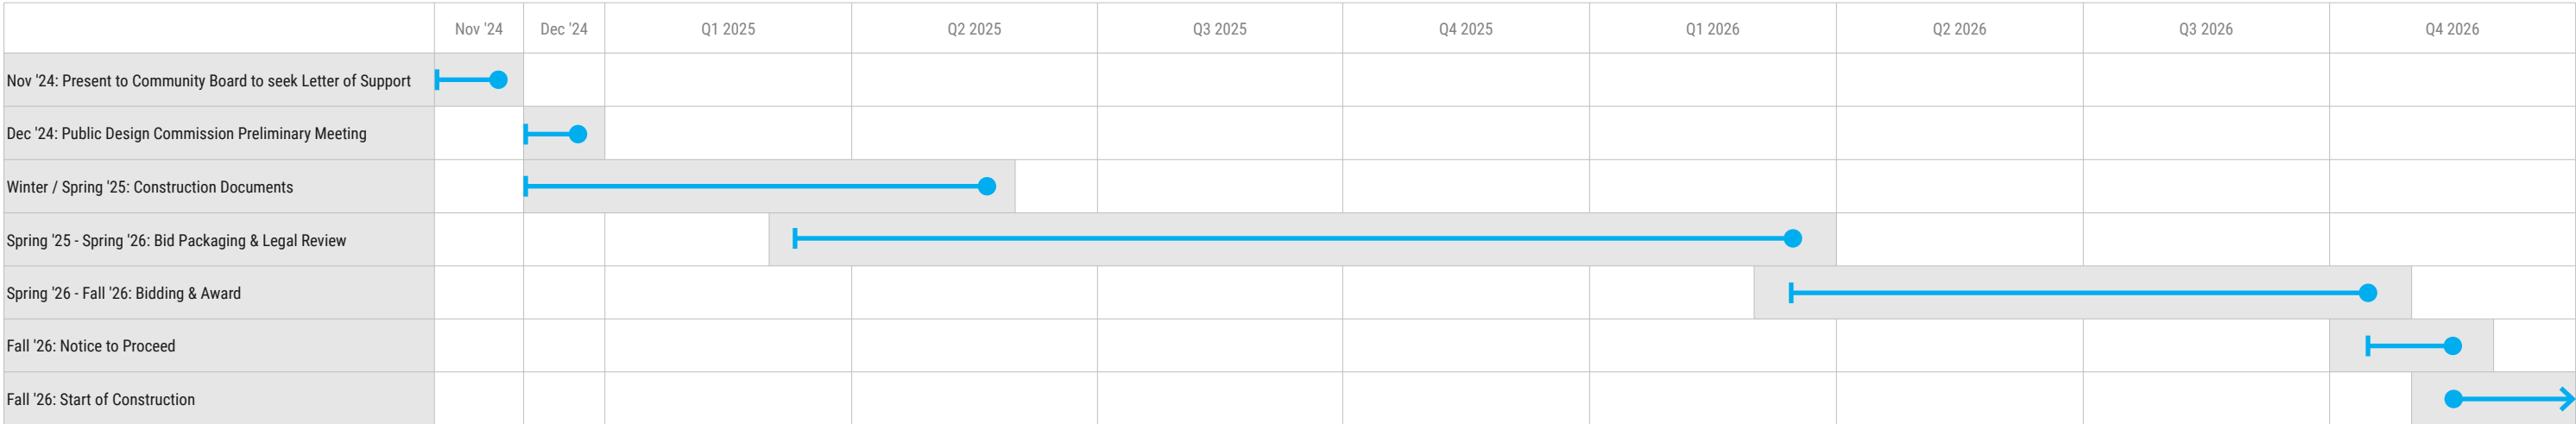 Nov '24
Dec '24
Q1 2025
Q2 2025
Q3 2025
Q4 2025
Q1 2026
Q2 2026
Q3 2026
Q4 2026
Nov '24: Present to Community Board to seek Letter of Support
Dec '24: Public Design Commission Preliminary Meeting
Winter / Spring '25: Construction Documents
Spring '25 - Spring '26: Bid Packaging & Legal Review
Spring '26 - Fall '26: Bidding & Award
Fall '26: Notice to Proceed
Fall '26: Start of Construction